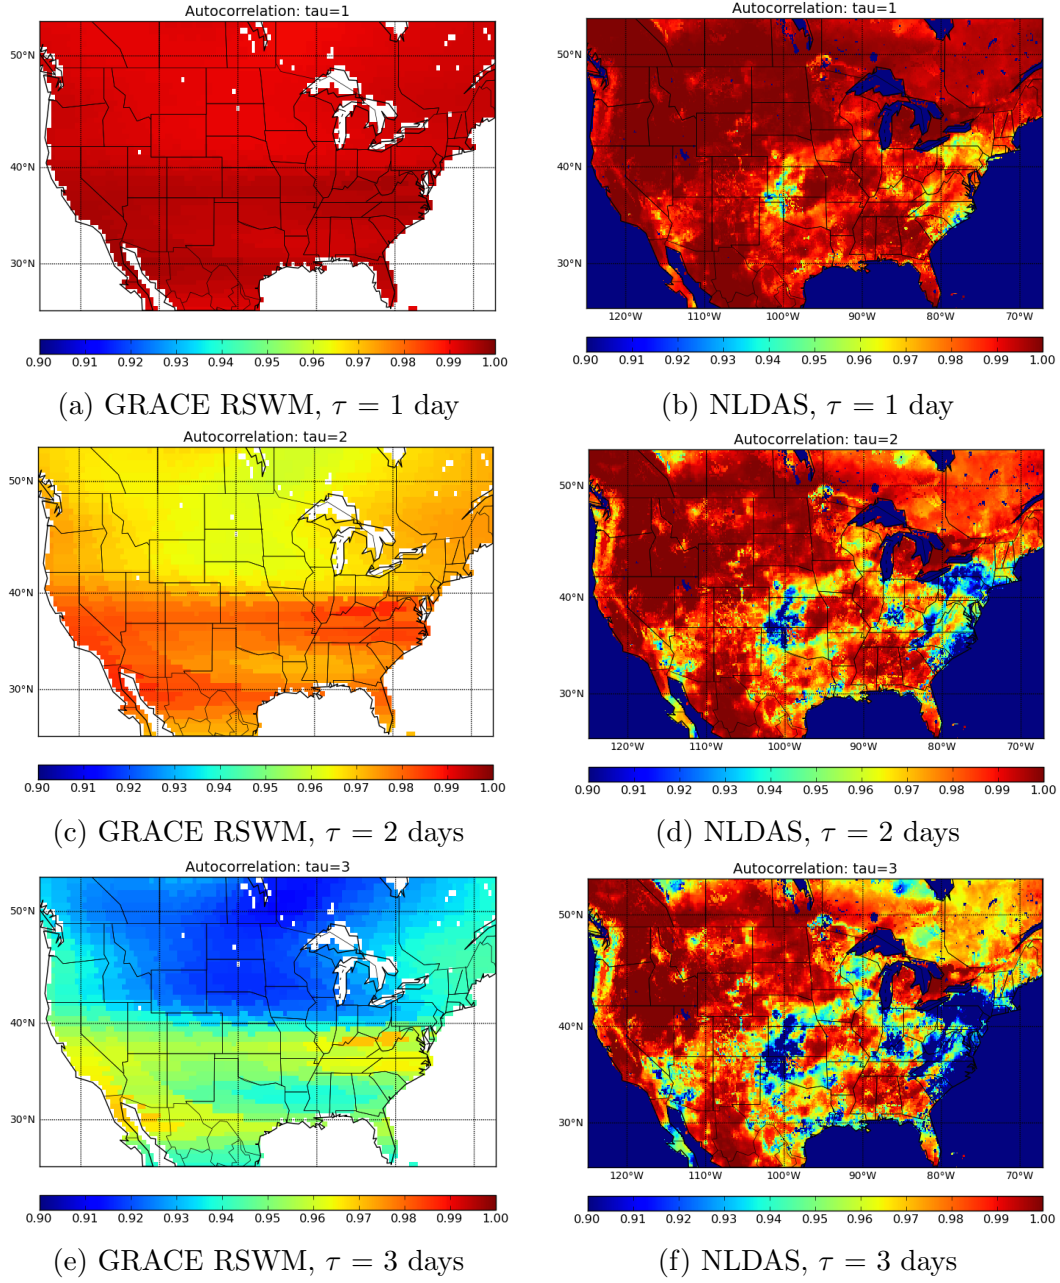 Autocorrelation: tau=1
50°N
40°N
30°N
0.90 0.91 0.92 0.93 0.94 0.95 0.96 0.97 0.98 0.99 1.00
(a) GRACE RSWM, τ = 1 day
Autocorrelation: tau=1
50°N
40°N
30°N
120°W 110°W 100°W 90°W 80°W 70°W
0.90 0.91 0.92 0.93 0.94 0.95 0.96 0.97 0.98 0.99 1.00
(b) NLDAS, τ = 1 day
Autocorrelation: tau=2
50°N
40°N
30°N
0.90 0.91 0.92 0.93 0.94 0.95 0.96 0.97 0.98 0.99 1.00
(c) GRACE RSWM, τ = 2 days
Autocorrelation: tau=2
50°N
40°N
30°N
120°W 110°W 100°W 90°W 80°W 70°W
0.90 0.91 0.92 0.93 0.94 0.95 0.96 0.97 0.98 0.99 1.00
(d) NLDAS, τ = 2 days
Autocorrelation: tau=3
50°N
40°N
30°N
0.90 0.91 0.92 0.93 0.94 0.95 0.96 0.97 0.98 0.99 1.00
(e) GRACE RSWM, τ = 3 days
Autocorrelation: tau=3
50°N
40°N
30°N
120°W 110°W 100°W 90°W 80°W 70°W
0.90 0.91 0.92 0.93 0.94 0.95 0.96 0.97 0.98 0.99 1.00
(f) NLDAS, τ = 3 days